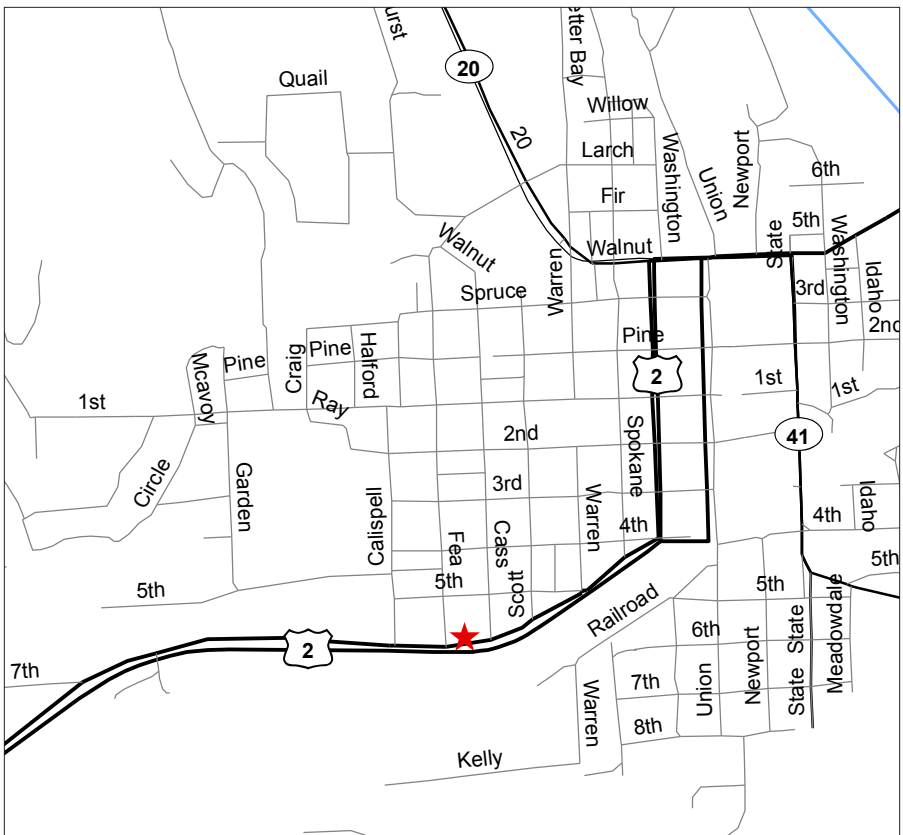 urst
etter Bay
20
Quail
20
Willow
Larch
Washington
Union
Newport
6th
Fir
5th
State
Washington
Walnut
Walnut
Warren
Idaho
Spruce
3rd
2nd
Pine
Pine
Pine
Craig
Halford
Mcavoy
2
1st
1st
1st
Ray
2nd
Spokane
41
Circle
Garden
Calispell
3rd
Warren
Idaho
4th
4th
Fea
Cass
Scott
5th
5th
5th
5th
Railroad
State
Meadowdale
6th
2
7th
7th
Union
Newport
State
Warren
8th
Kelly